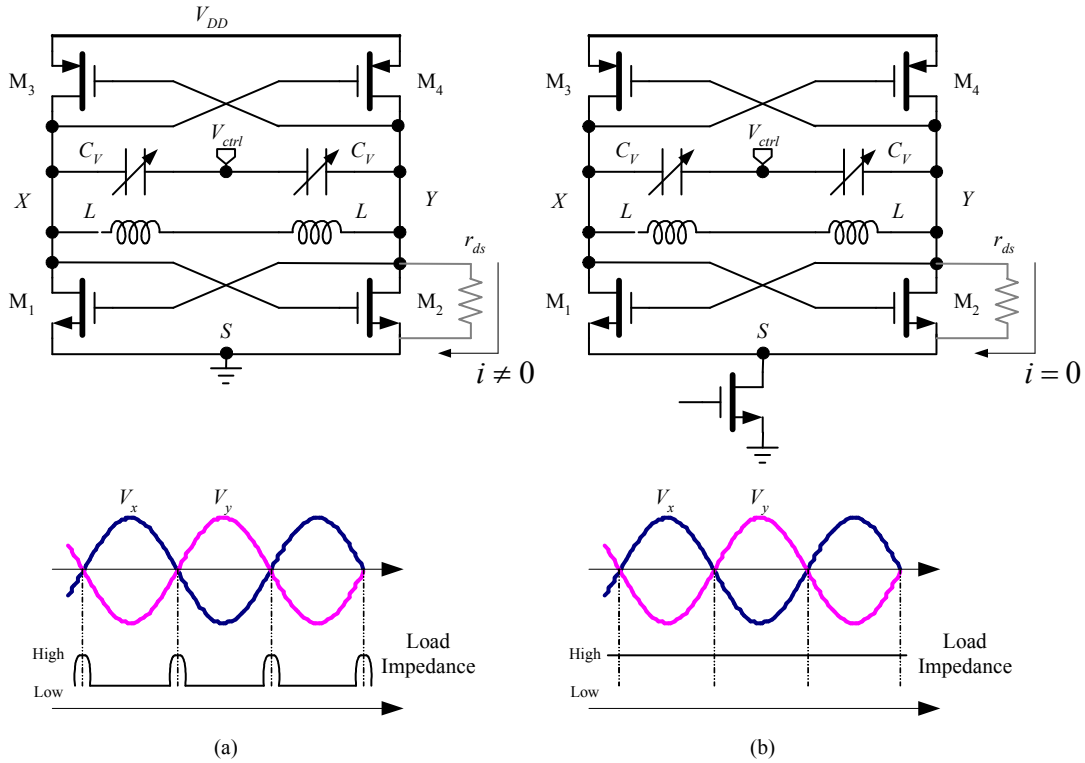 V_DD
M_3
M_4
V_ctrl
C_V
C_V
X
Y
L
L
r_ds
M_1
M_2
S
i ≠ 0
M_3
M_4
V_ctrl
C_V
C_V
X
Y
L
L
r_ds
M_1
M_2
S
i = 0
V_x
V_y
High
Low
Load
Impedance
(a)
V_x
V_y
High
Low
Load
Impedance
(b)